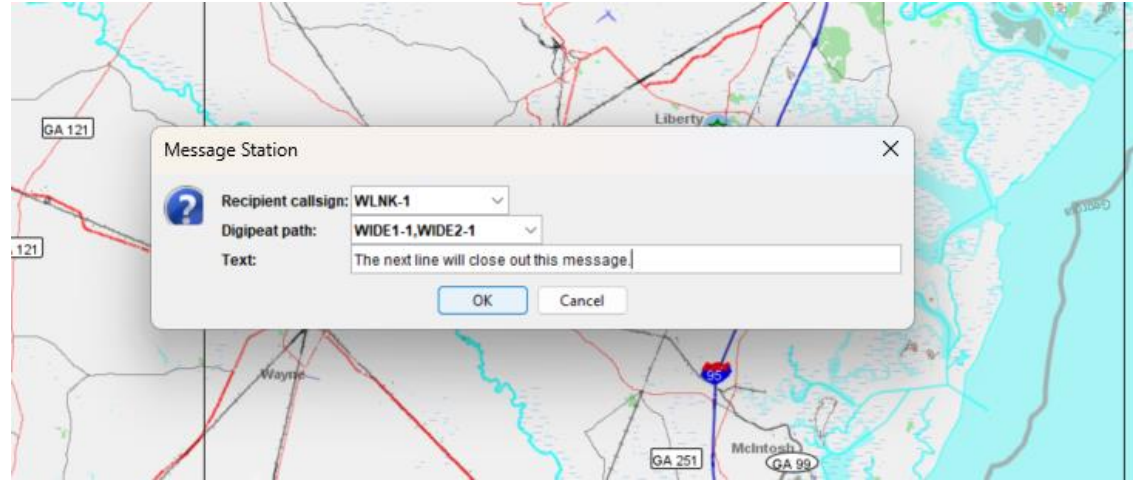 GA 121
Liberty
Message Station
Recipient callsign: WLNK-1
Digipeat path: WIDE1-1,WIDE2-1
121
Text: The next line will close out this message.
OK Cancel
Georgia
Wayne
95
McIntosh
GA 251
GA 99